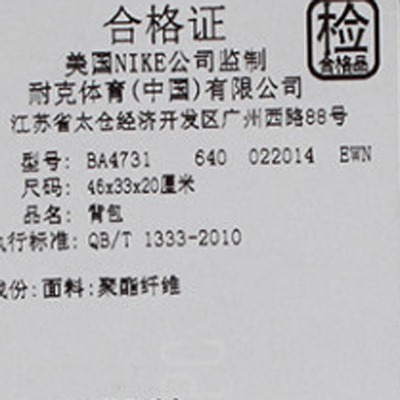 合格证
检
合格品
美国NIKE公司监制
耐克体育(中国)有限公司
江苏省太仓经济开发区广州西路88号
型号: BA4731 640 022014 EWN
尺码: 46x33x20厘米
品名: 背包
执行标准: QB/T 1333-2010
成份:面料:聚酯纤维